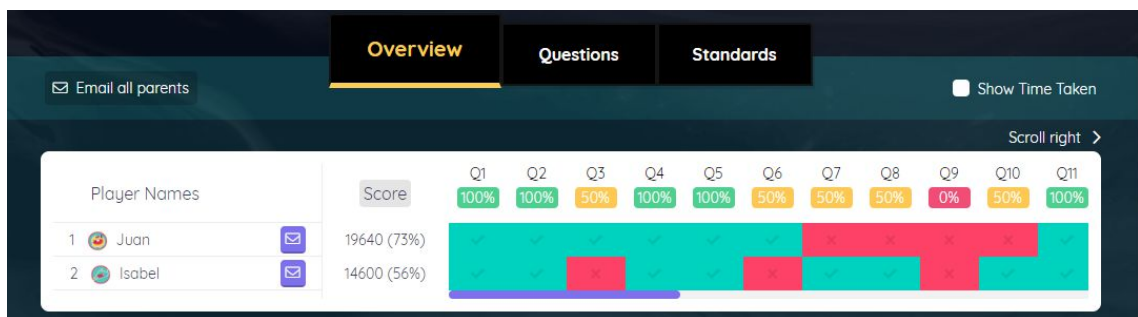 Overview Questions Standards
Email all parents Show Time Taken
Scroll right
Q1 Q2 Q3 Q4 Q5 Q6 Q7 Q8 Q9 Q10 Q11
Player Names Score 100% 100% 50% 100% 100% 50% 50% 50% 0% 50% 100%
1 Juan 19640 (73%)
2 Isabel 14600 (56%)